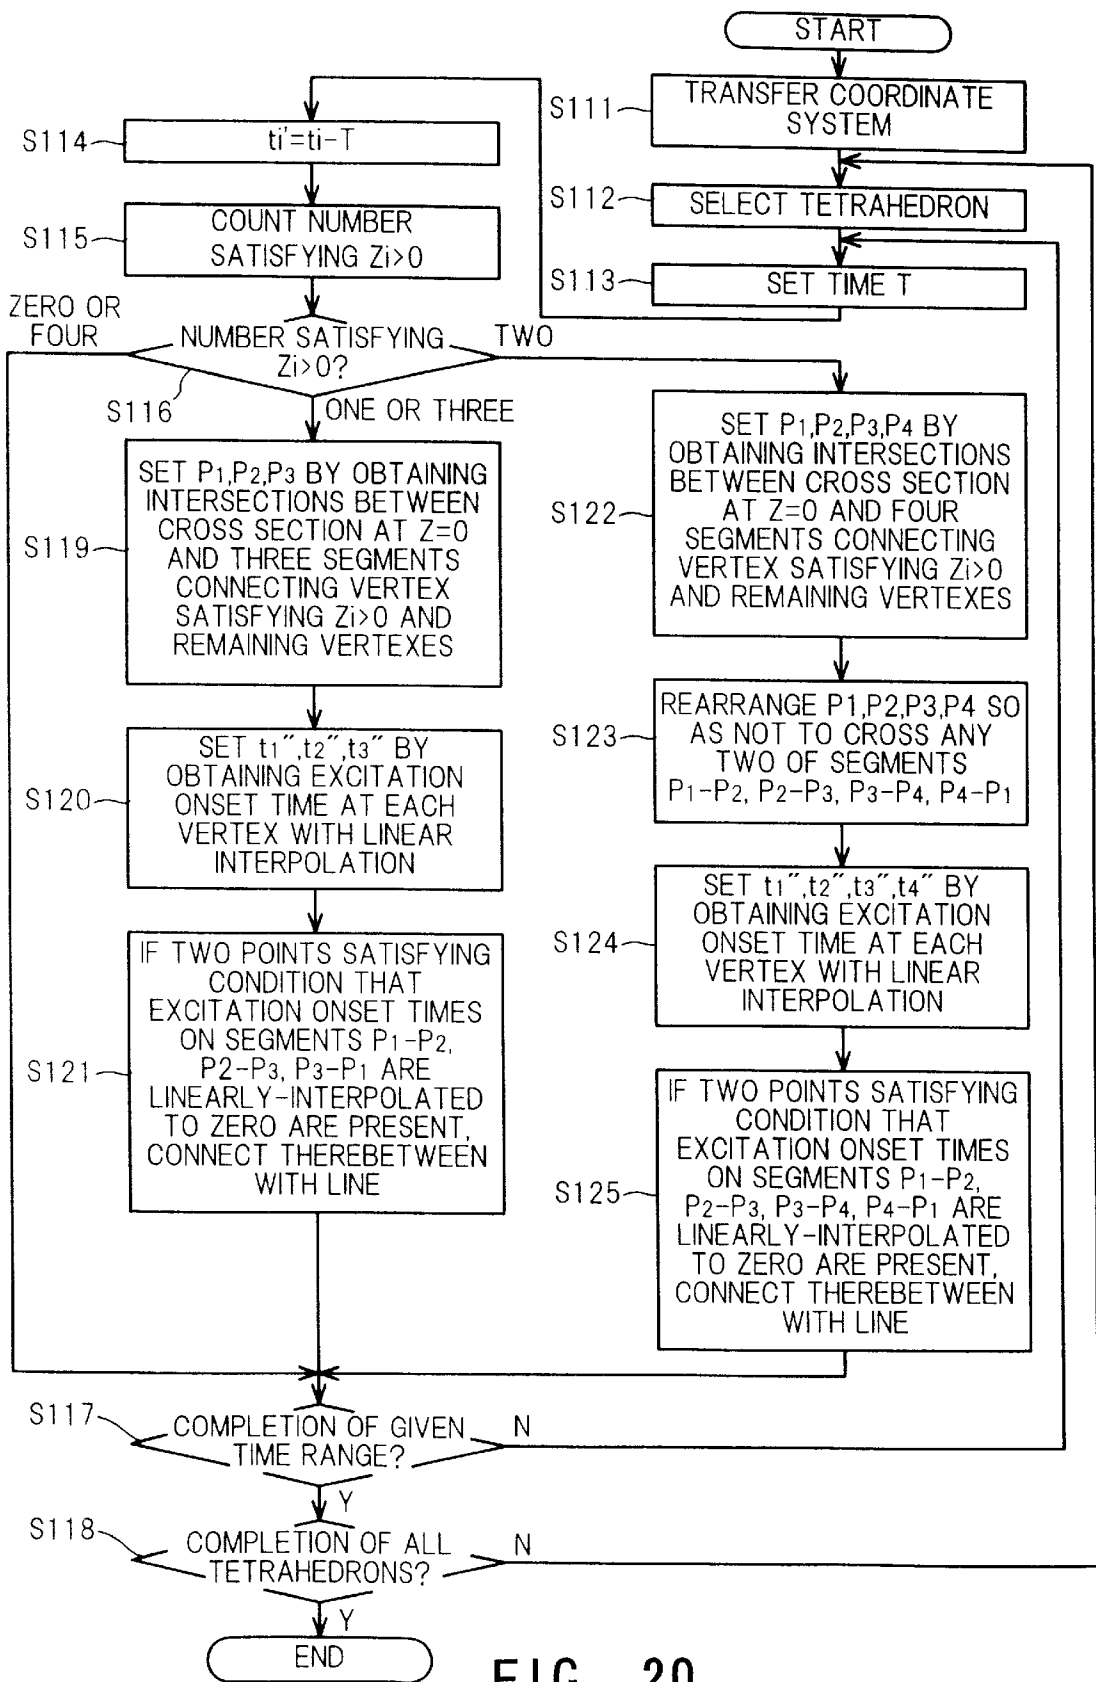 START
S111
TRANSFER COORDINATE
SYSTEM
S112
SELECT TETRAHEDRON
S113
SET TIME T
S114
ti'=ti-T
S115
COUNT NUMBER
SATISFYING Zi>0
ZERO OR
FOUR
NUMBER SATISFYING
Zi>0?
TWO
S116
ONE OR THREE
S119
SET P1,P2,P3 BY OBTAINING
INTERSECTIONS BETWEEN
CROSS SECTION AT Z=0
AND THREE SEGMENTS
CONNECTING VERTEX
SATISFYING Zi>0 AND
REMAINING VERTEXES
S120
SET t1",t2",t3" BY
OBTAINING EXCITATION
ONSET TIME AT EACH
VERTEX WITH LINEAR
INTERPOLATION
S121
IF TWO POINTS SATISFYING
CONDITION THAT
EXCITATION ONSET TIMES
ON SEGMENTS P1-P2,
P2-P3, P3-P1 ARE
LINEARLY-INTERPOLATED
TO ZERO ARE PRESENT,
CONNECT THEREBETWEEN
WITH LINE
S122
SET P1,P2,P3,P4 BY
OBTAINING INTERSECTIONS
BETWEEN CROSS SECTION
AT Z=0 AND FOUR
SEGMENTS CONNECTING
VERTEX SATISFYING Zi>0
AND REMAINING VERTEXES
S123
REARRANGE P1,P2,P3,P4 SO
AS NOT TO CROSS ANY
TWO OF SEGMENTS
P1-P2, P2-P3, P3-P4, P4-P1
S124
SET t1",t2",t3",t4" BY
OBTAINING EXCITATION
ONSET TIME AT EACH
VERTEX WITH LINEAR
INTERPOLATION
S125
IF TWO POINTS SATISFYING
CONDITION THAT
EXCITATION ONSET TIMES
ON SEGMENTS P1-P2,
P2-P3, P3-P4, P4-P1 ARE
LINEARLY-INTERPOLATED
TO ZERO ARE PRESENT,
CONNECT THEREBETWEEN
WITH LINE
S117
COMPLETION OF GIVEN
TIME RANGE?
N
Y
S118
COMPLETION OF ALL
TETRAHEDRONS?
N
Y
END
FIG. 20